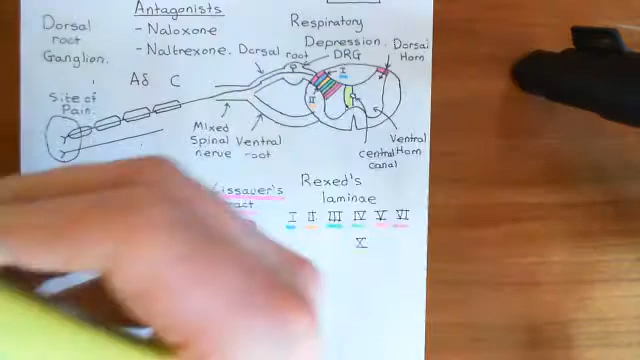 Antagonists
- Naloxone
- Naltrexone.
Respiratory
Depression.
Dorsal
root
Ganglion.
Aδ C
Dorsal root
DRG
Dorsal
Horn
I
II
Site of
Pain.
Mixed
Spinal
nerve
Ventral
root
Central
canal
Ventral
Horn
Rexed's
laminae
I II III IV V VI
X